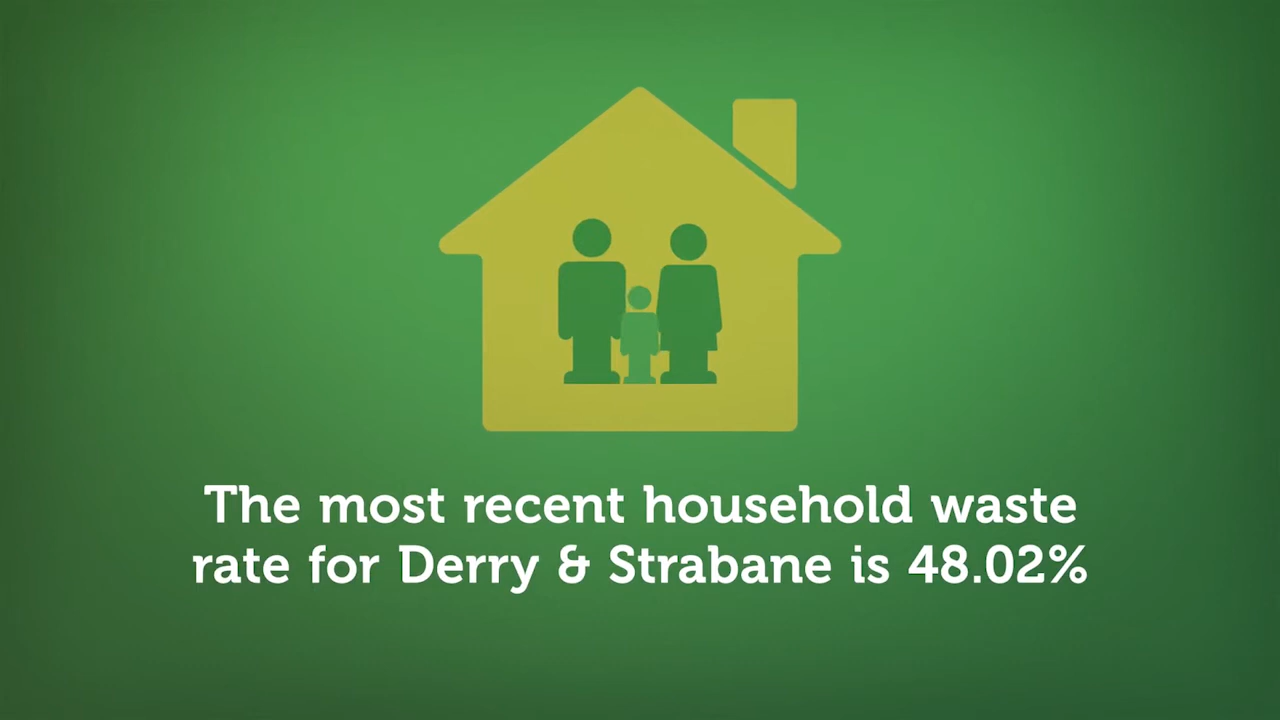 The most recent household waste
rate for Derry & Strabane is 48.02%